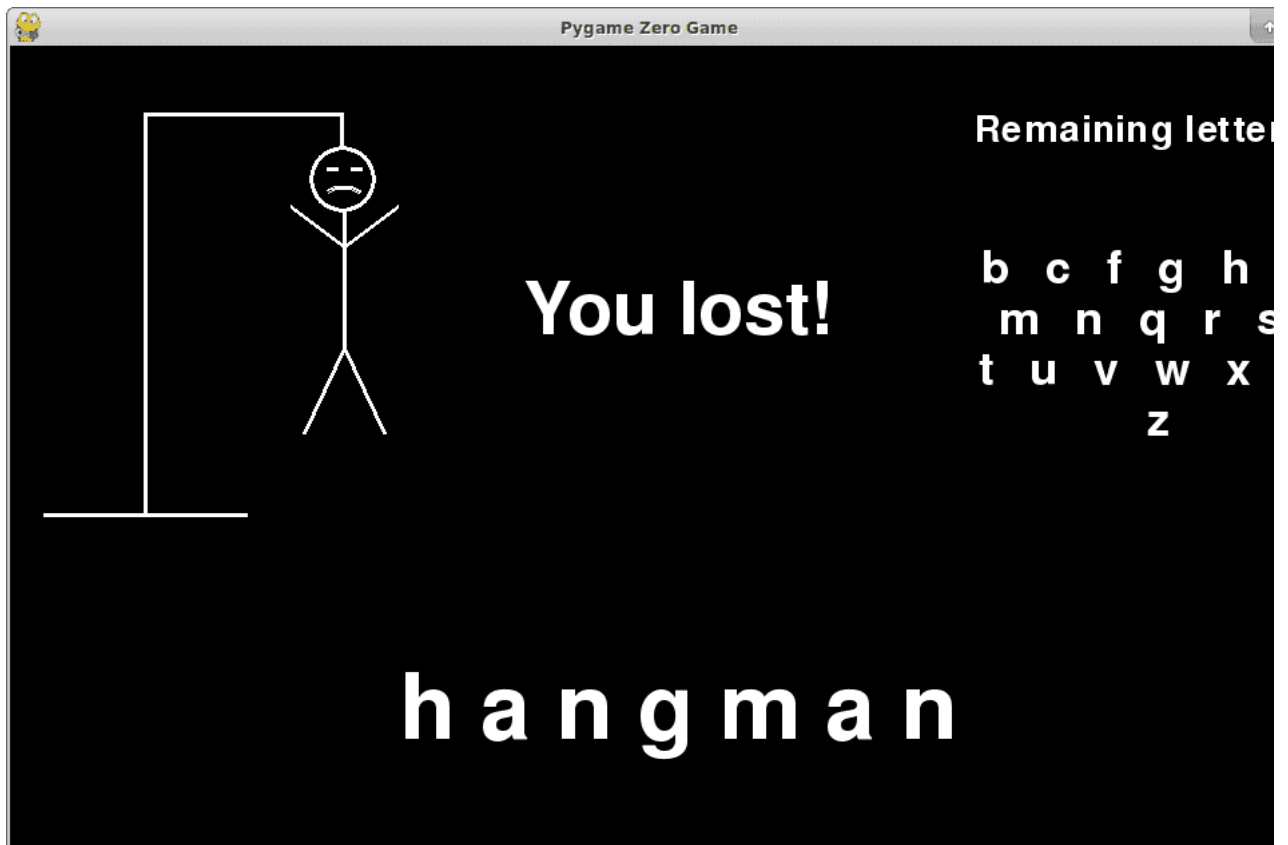 Pygame Zero Game
Remaining letter
b c f g h
m n q r s
t u v w x
z
You lost!
h a n g m a n